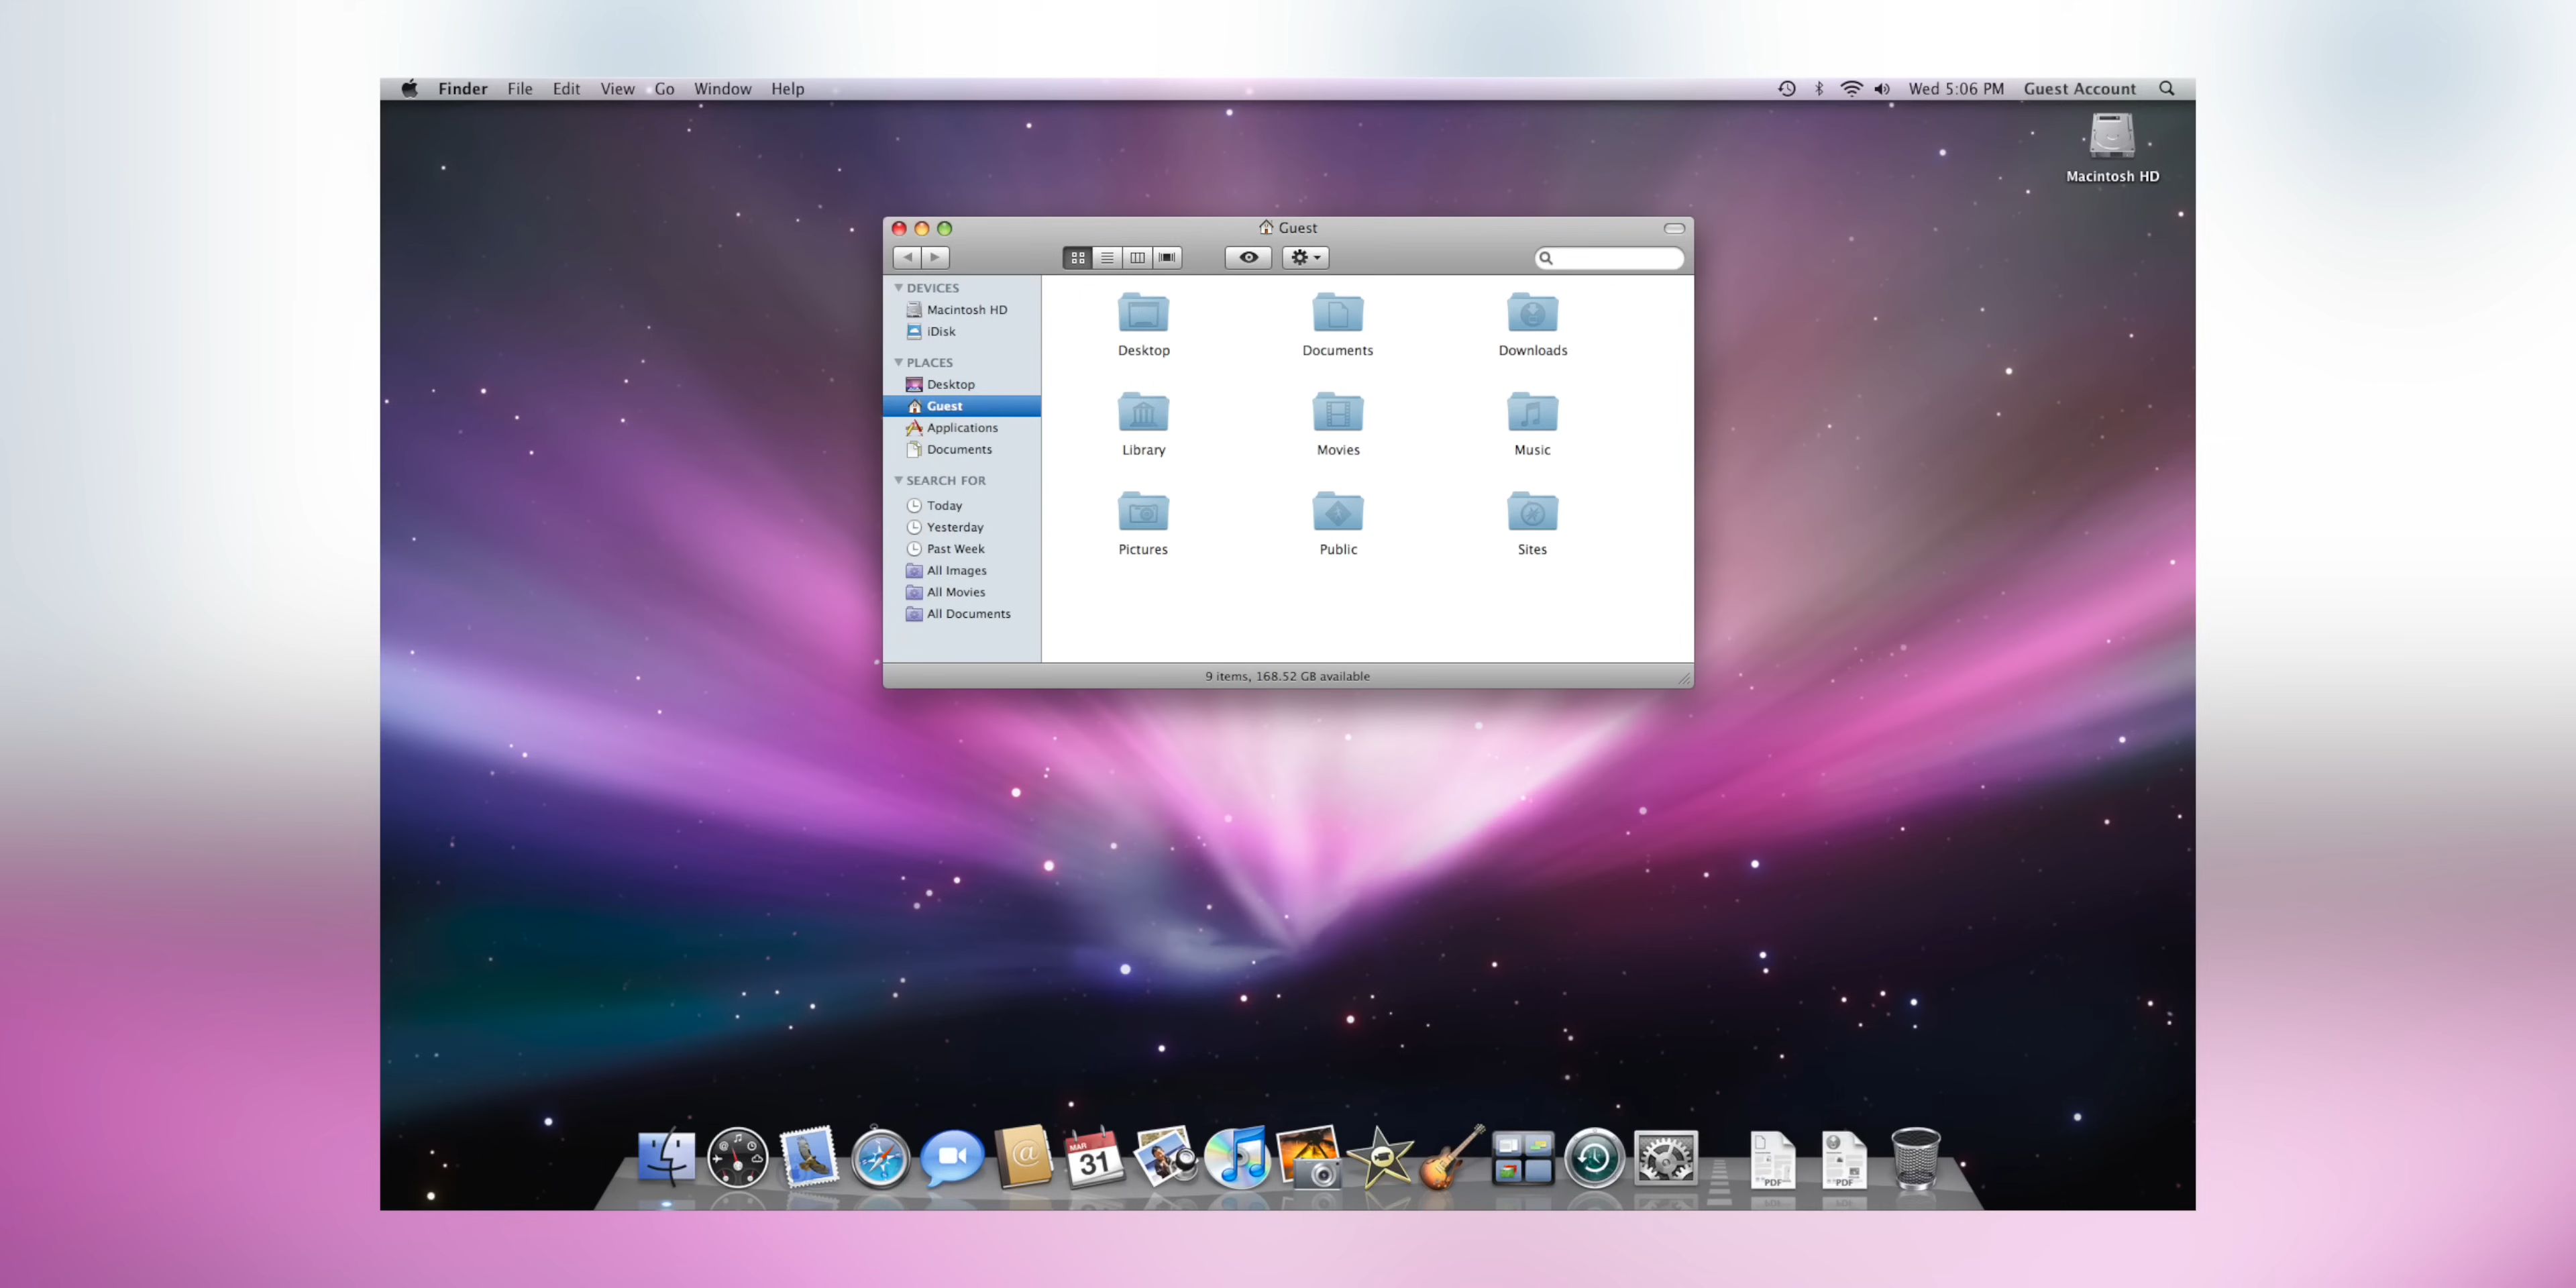 Finder File Edit View Go Window Help
Wed 5:06 PM Guest Account
Macintosh HD
Guest
DEVICES
Macintosh HD
iDisk
PLACES
Desktop
Guest
Applications
Documents
SEARCH FOR
Today
Yesterday
Past Week
All Images
All Movies
All Documents
Desktop Documents Downloads
Library Movies Music
Pictures Public Sites
9 items, 168.52 GB available
@
MAR
31
PDF
PDF